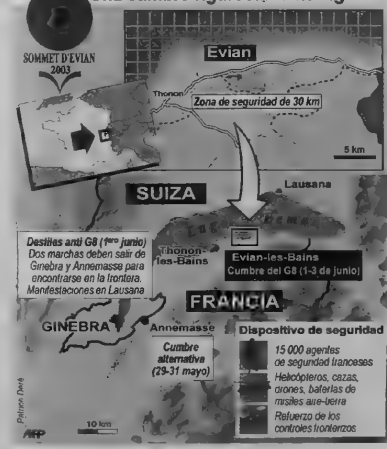 SOMMET D'EVIAN
2003
Evian
Thonon
Zona de seguridad de 30 km
5 km
SUIZA
Lausana
Desfiles anti G8 (1ero junio)
Dos marchas deben salir de
Ginebra y Annemasse para
encontrarse en la frontera.
Manifestaciones en Lausana
Thonon-
les-Bains
Evian-les-Bains
Cumbre del G8 (1-3 de junio)
FRANCIA
GINEBRA
Annemasse
Cumbre
alternativa
(29-31 mayo)
Dispositivo de seguridad
15 000 agentes
de seguridad franceses
Helicópteros, cazas,
drones, baterías de
misiles aire-tierra
Refuerzo de los
controles fronterizos
10 km
AFP